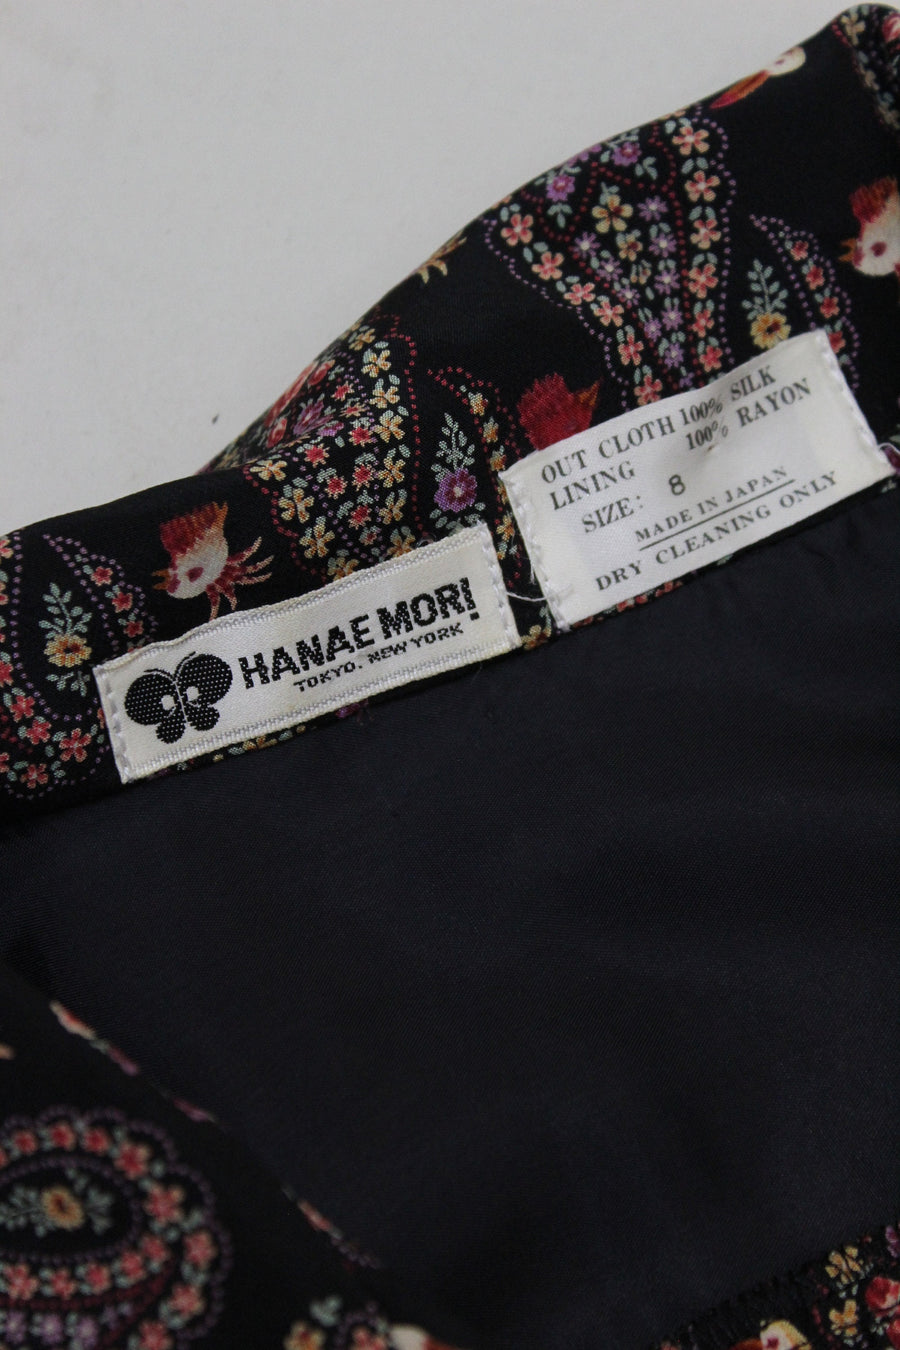 HANAE MORI
TOKYO. NEW YORK
OUT CLOTH 100% SILK
LINING 100% RAYON
SIZE: 8
MADE IN JAPAN
DRY CLEANING ONLY